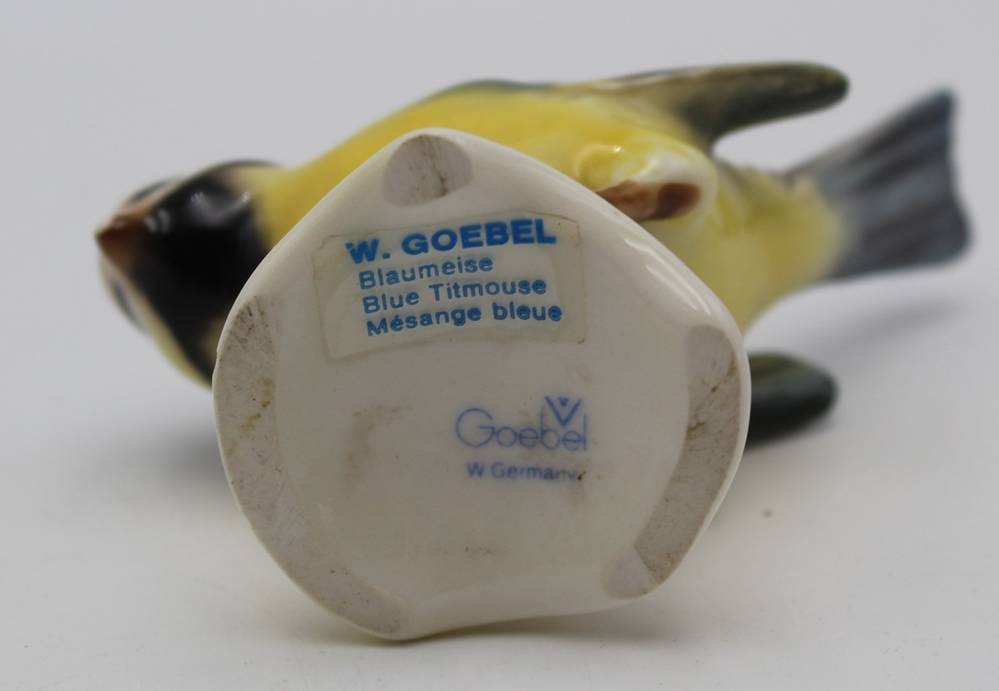 W. GOEBEL
Blaumeise
Blue Titmouse
Mésange bleue
Goebel
W Germany